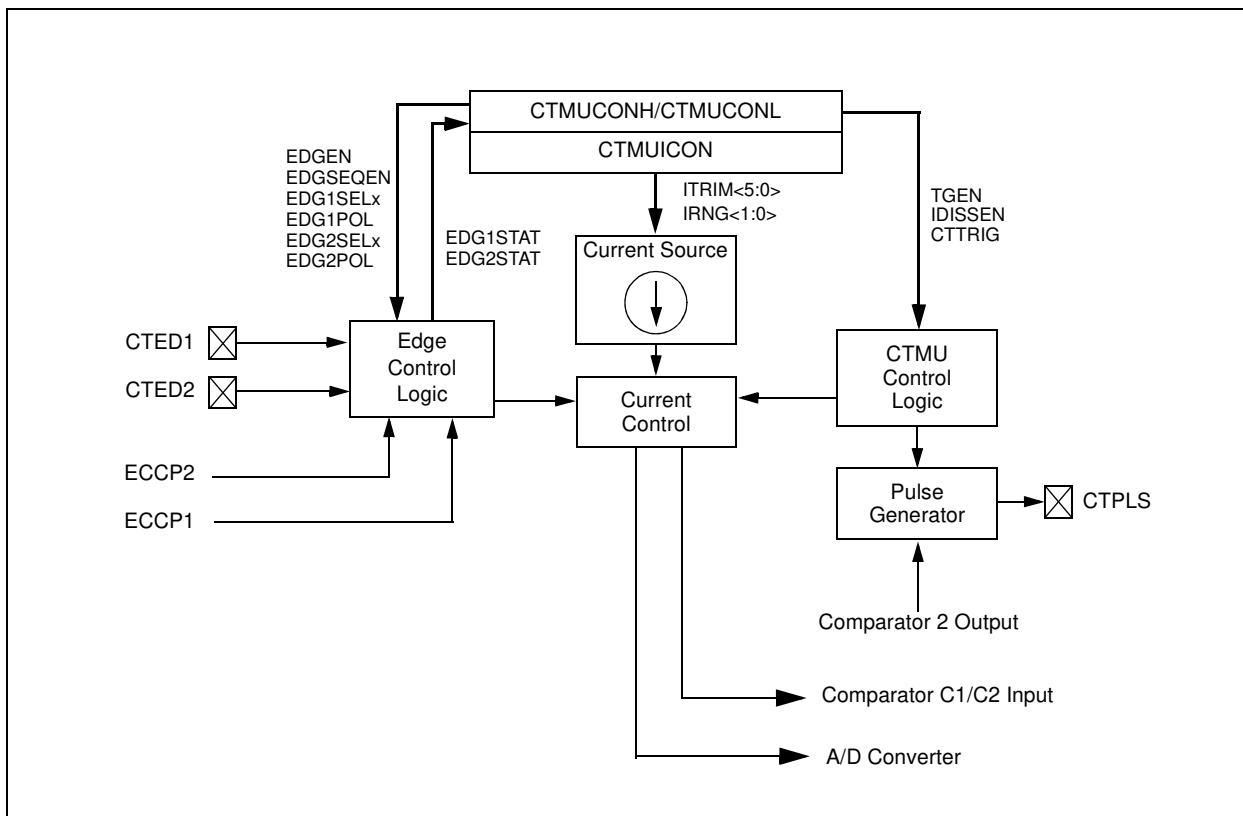 CTMUCONH/CTMUCONL
CTMUICON
EDGEN
EDGSEQEN
EDG1SELx
EDG1POL
EDG2SELx
EDG2POL
EDG1STAT
EDG2STAT
ITRIM<5:0>
IRNG<1:0>
TGEN
IDISSEN
CTTRIG
Current Source
CTED1
CTED2
Edge
Control
Logic
Current
Control
CTMU
Control
Logic
ECCP2
ECCP1
Pulse
Generator
CTPLS
Comparator 2 Output
Comparator C1/C2 Input
A/D Converter